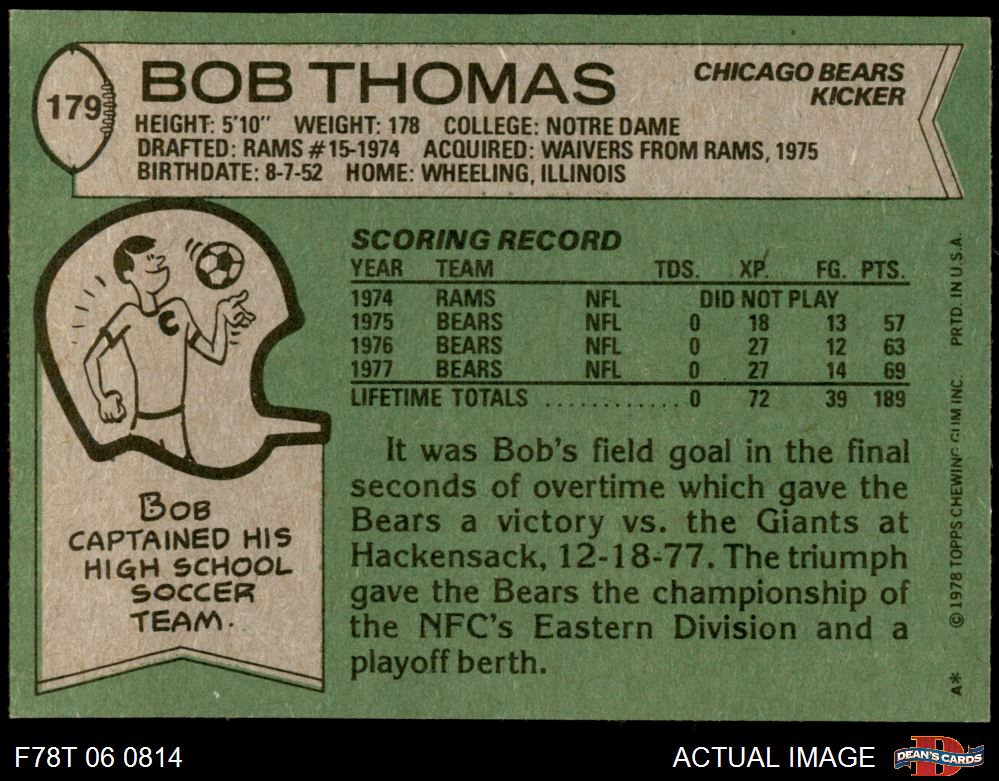 179
BOB THOMAS
CHICAGO BEARS
KICKER
HEIGHT: 5'10" WEIGHT: 178 COLLEGE: NOTRE DAME
DRAFTED: RAMS #15-1974 ACQUIRED: WAIVERS FROM RAMS, 1975
BIRTHDATE: 8-7-52 HOME: WHEELING, ILLINOIS
C
BOB
CAPTAINED HIS
HIGH SCHOOL
SOCCER
TEAM.
SCORING RECORD
YEAR TEAM TDS. XP. FG. PTS.
1974 RAMS NFL DID NOT PLAY
1975 BEARS NFL 0 18 13 57
1976 BEARS NFL 0 27 12 63
1977 BEARS NFL 0 27 14 69
LIFETIME TOTALS ............ 0 72 39 189
It was Bob's field goal in the final
seconds of overtime which gave the
Bears a victory vs. the Giants at
Hackensack, 12-18-77. The triumph
gave the Bears the championship of
the NFC's Eastern Division and a
playoff berth.
A* ©1978 TOPPS CHEWING GUM INC. PRTD. IN U.S.A.
F78T 06 0814
ACTUAL IMAGE
D
DEAN'S CARDS